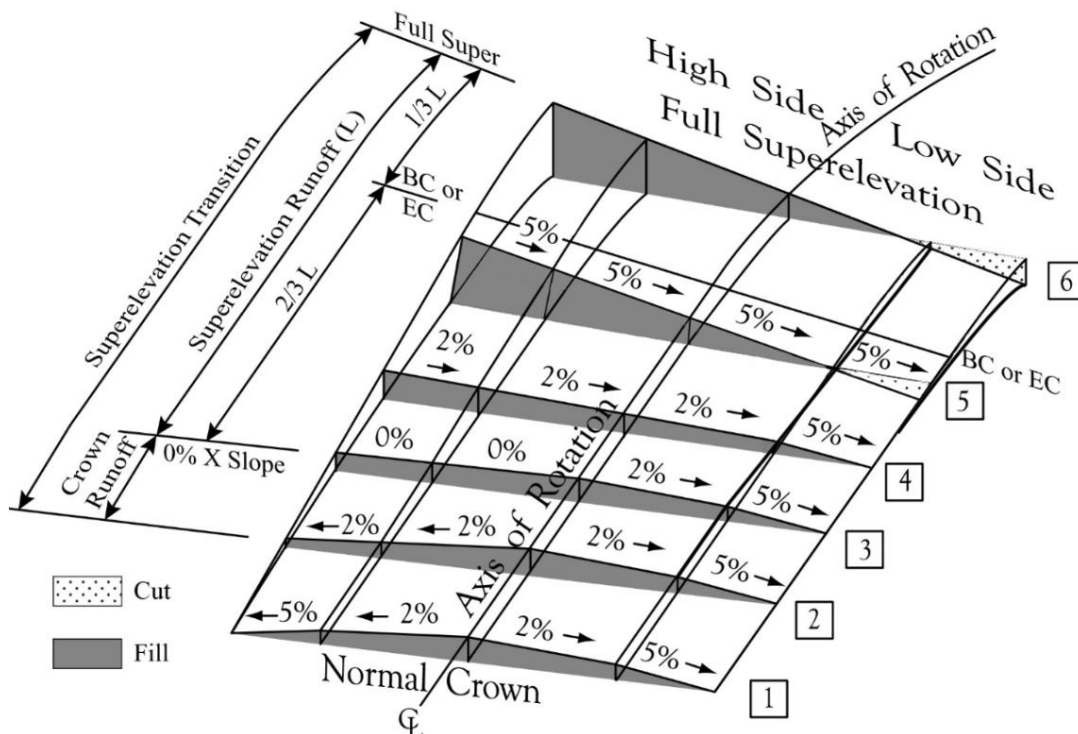 Full Super
High Side
Full Superelevation
Axis of Rotation
Low Side
1/3 L
BC or
EC
Superelevation Transition
Superelevation Runoff (L)
2/3 L
5%
5%
5%
5%
6
BC or EC
5
2%
2%
2%
5%
4
Crown
Runoff
0% X Slope
0%
0%
2%
5%
3
Axis of Rotation
2%
2%
2%
5%
2
5%
2%
2%
5%
1
Cut
Fill
Normal Crown
℄